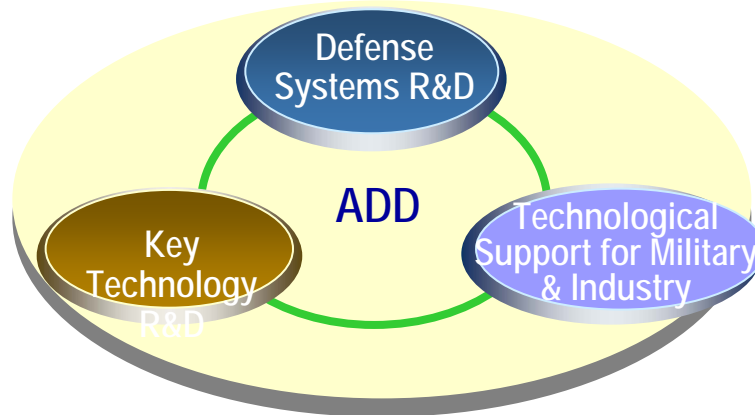 Defense
Systems R&D
ADD
Key
Technology
R&D
Technological
Support for Military
& Industry